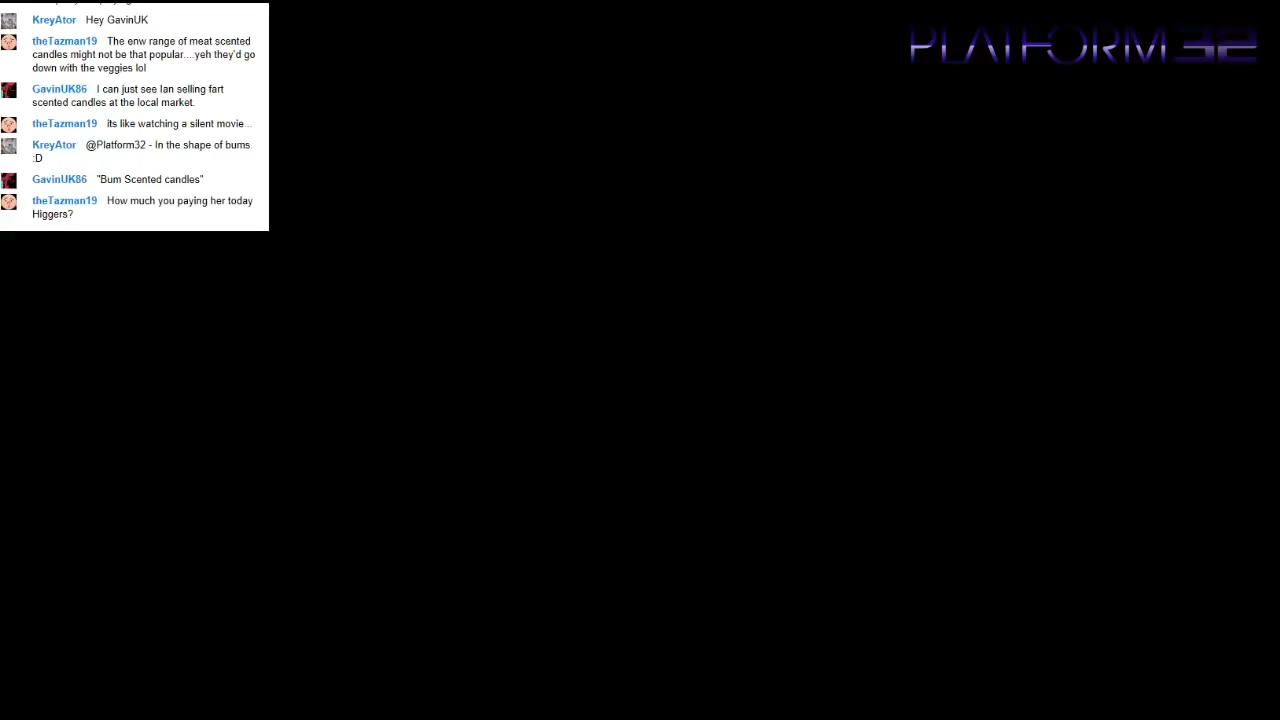 KreyAtor Hey GavinUK
theTazman19 The enw range of meat scented
candles might not be that popular....yeh they'd go
down with the veggies lol
GavinUK86 I can just see Ian selling fart
scented candles at the local market.
theTazman19 its like watching a silent movie...
KreyAtor @Platform32 - In the shape of bums.
:D
GavinUK86 "Bum Scented candles"
theTazman19 How much you paying her today
Higgers?
PLATFORM32